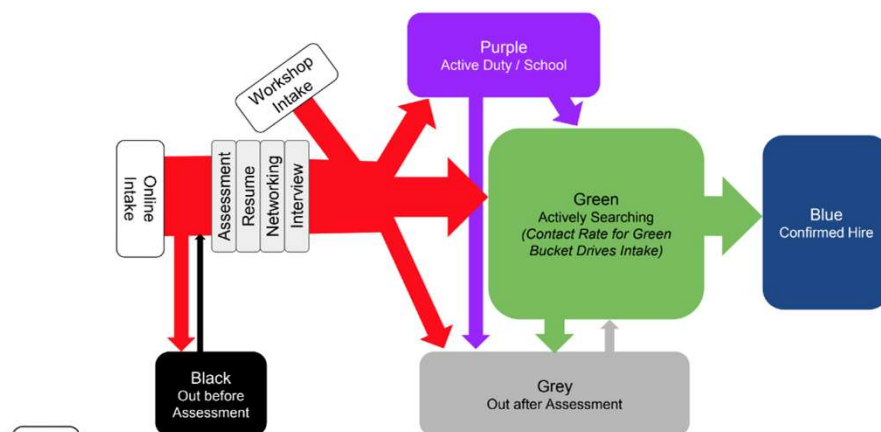 Purple
Active Duty / School
Workshop
Intake
Online
Intake
Assessment
Resume
Networking
Interview
Green
Actively Searching
(Contact Rate for Green
Bucket Drives Intake)
Blue
Confirmed Hire
Black
Out before
Assessment
Grey
Out after Assessment